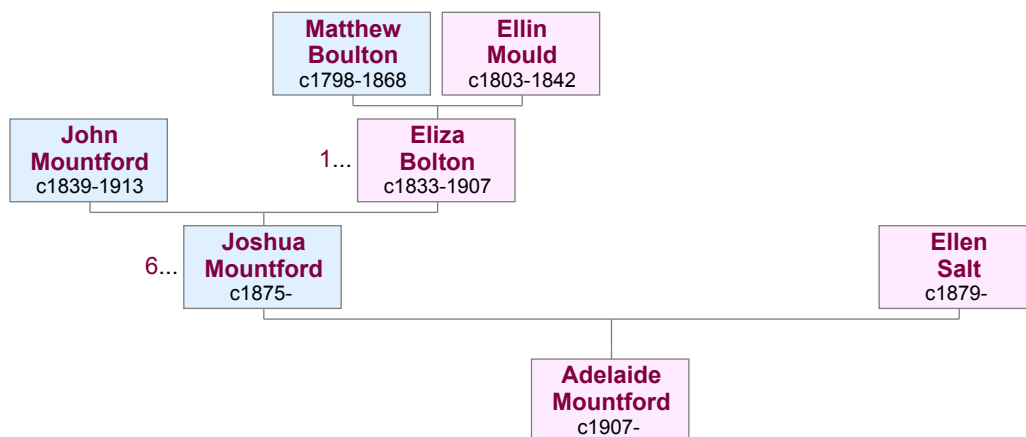 Matthew
Boulton
c1798-1868
Ellin
Mould
c1803-1842
John
Mountford
c1839-1913
1...
Eliza
Bolton
c1833-1907
6...
Joshua
Mountford
c1875-
Ellen
Salt
c1879-
Adelaide
Mountford
c1907-